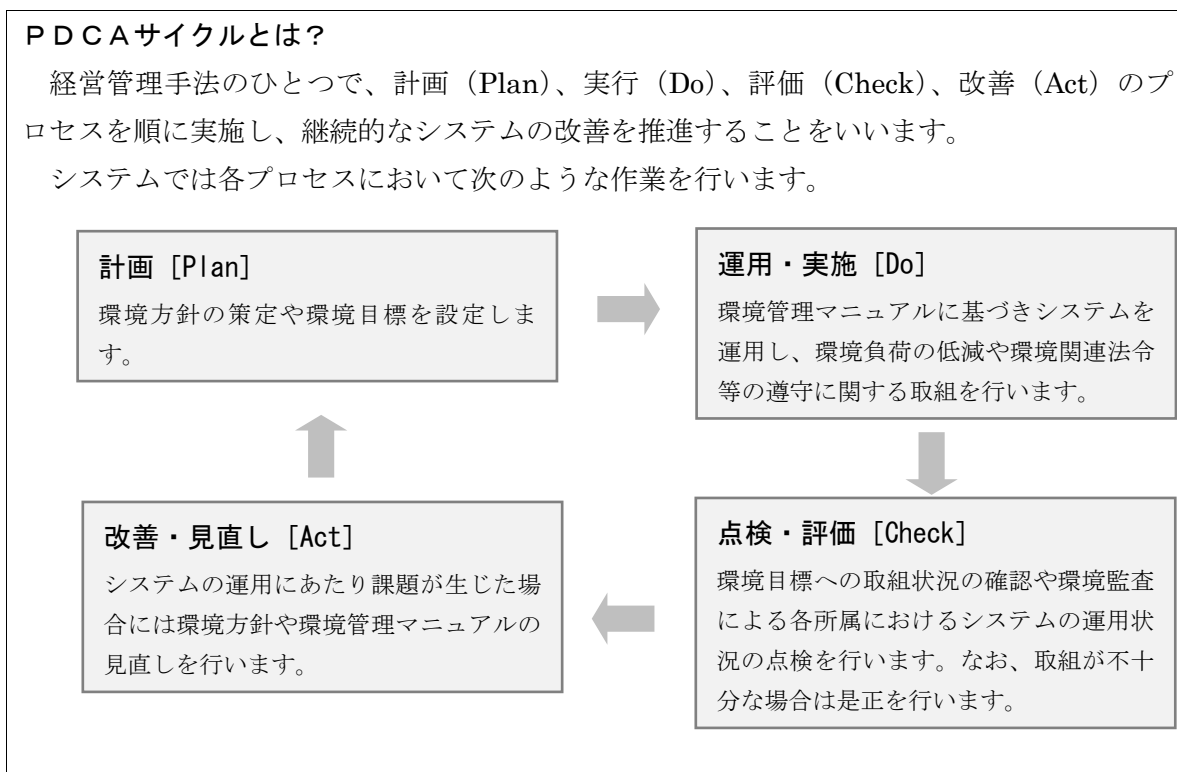 ＰＤＣＡサイクルとは？
経営管理手法のひとつで、計画（Plan）、実行（Do）、評価（Check）、改善（Act）のプ
ロセスを順に実施し、継続的なシステムの改善を推進することをいいます。
システムでは各プロセスにおいて次のような作業を行います。
計画［Plan］
環境方針の策定や環境目標を設定しま
す。
運用・実施［Do］
環境管理マニュアルに基づきシステムを
運用し、環境負荷の低減や環境関連法令
等の遵守に関する取組を行います。
点検・評価［Check］
環境目標への取組状況の確認や環境監査
による各所属におけるシステムの運用状
況の点検を行います。なお、取組が不十
分な場合は是正を行います。
改善・見直し［Act］
システムの運用にあたり課題が生じた場
合には環境方針や環境管理マニュアルの
見直しを行います。